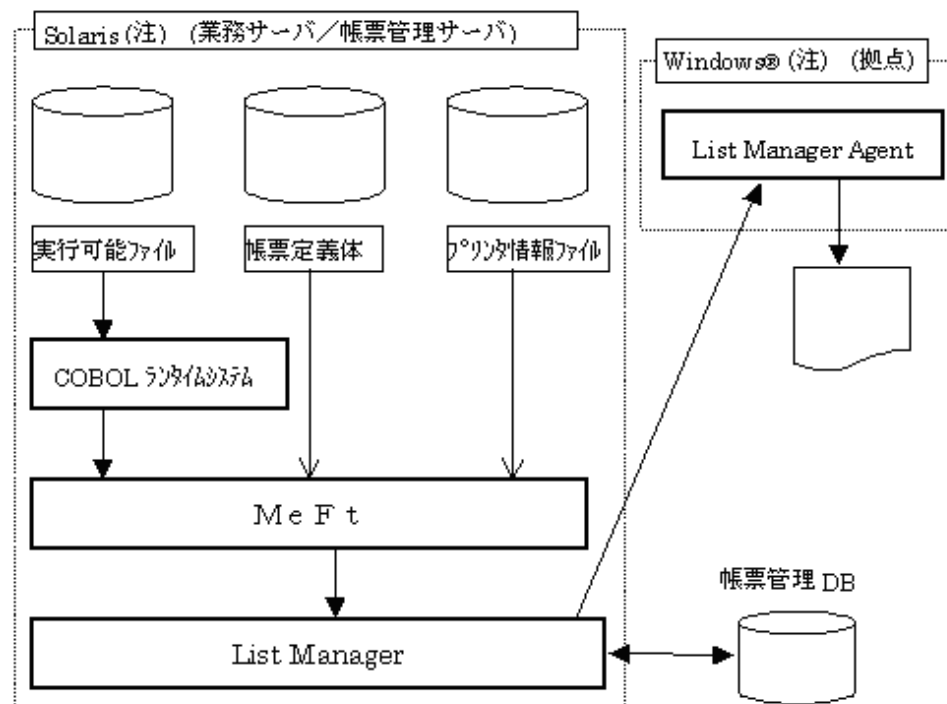 Solaris(注) (業務サーバ／帳票管理サーバ)
Windows®(注) (拠点)
List Manager Agent
実行可能ﾌｧｲﾙ
帳票定義体
ﾌﾟﾘﾝﾀ情報ﾌｧｲﾙ
COBOL ﾗﾝﾀｲﾑｼｽﾃﾑ
ＭｅＦｔ
帳票管理 DB
List Manager